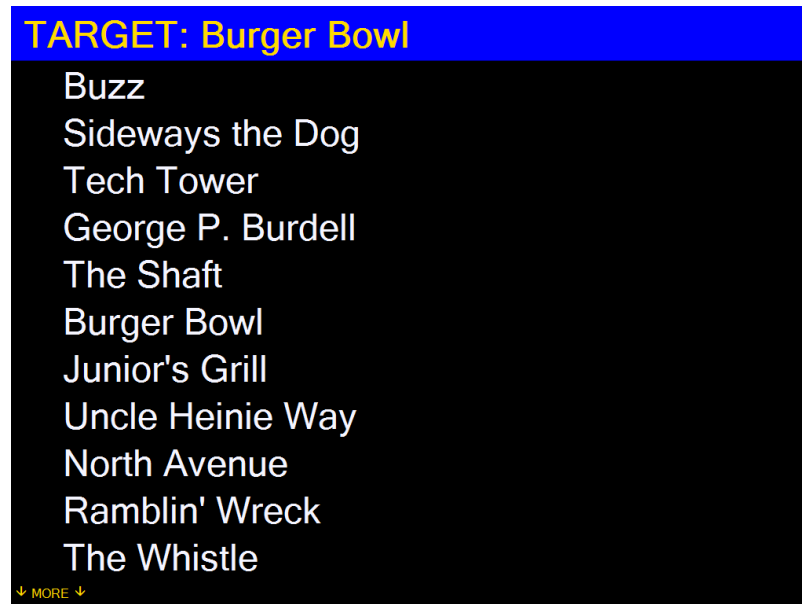 TARGET: Burger Bowl
Buzz
Sideways the Dog
Tech Tower
George P. Burdell
The Shaft
Burger Bowl
Junior's Grill
Uncle Heinie Way
North Avenue
Ramblin' Wreck
The Whistle
↓ MORE ↓